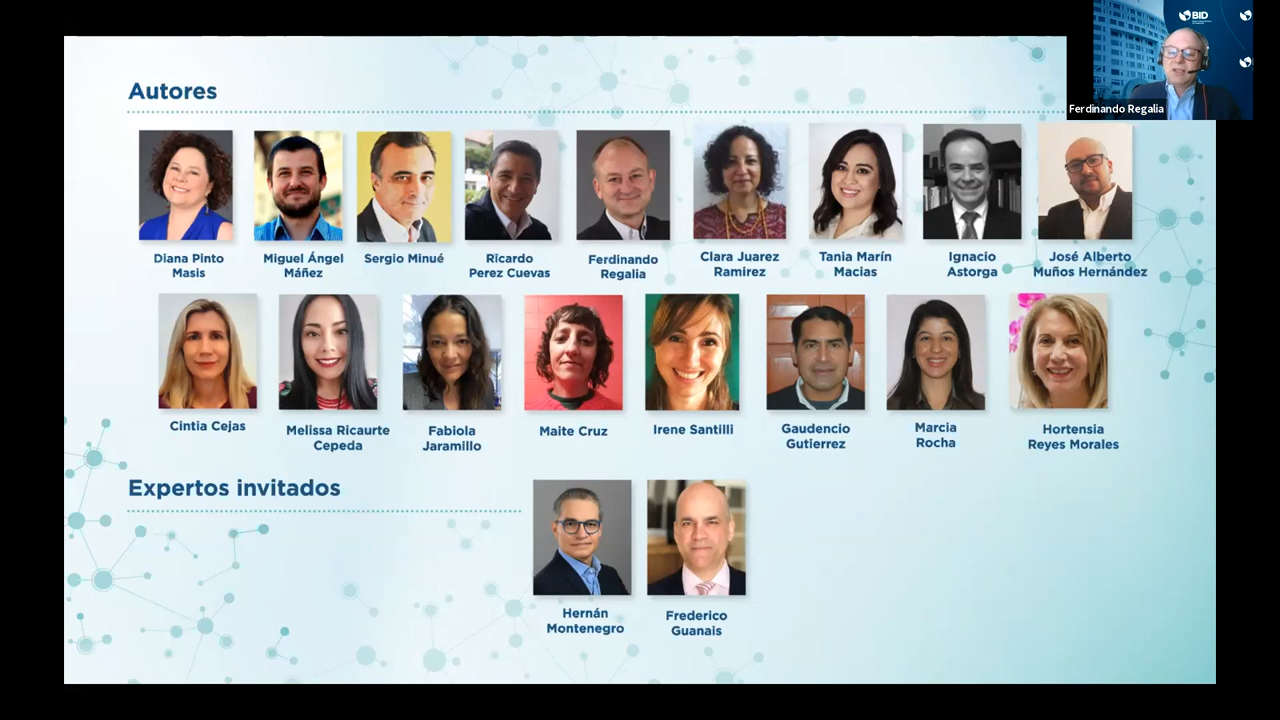 BID
Ferdinando Regalia
Autores
Diana Pinto
Masis
Miguel Ángel
Máñez
Sergio Minué
Ricardo
Perez Cuevas
Ferdinando
Regalia
Clara Juarez
Ramirez
Tania Marín
Macias
Ignacio
Astorga
José Alberto
Muños Hernández
Cintia Cejas
Melissa Ricaurte
Cepeda
Fabiola
Jaramillo
Maite Cruz
Irene Santilli
Gaudencio
Gutierrez
Marcia
Rocha
Hortensia
Reyes Morales
Expertos invitados
Hernán
Montenegro
Frederico
Guanais